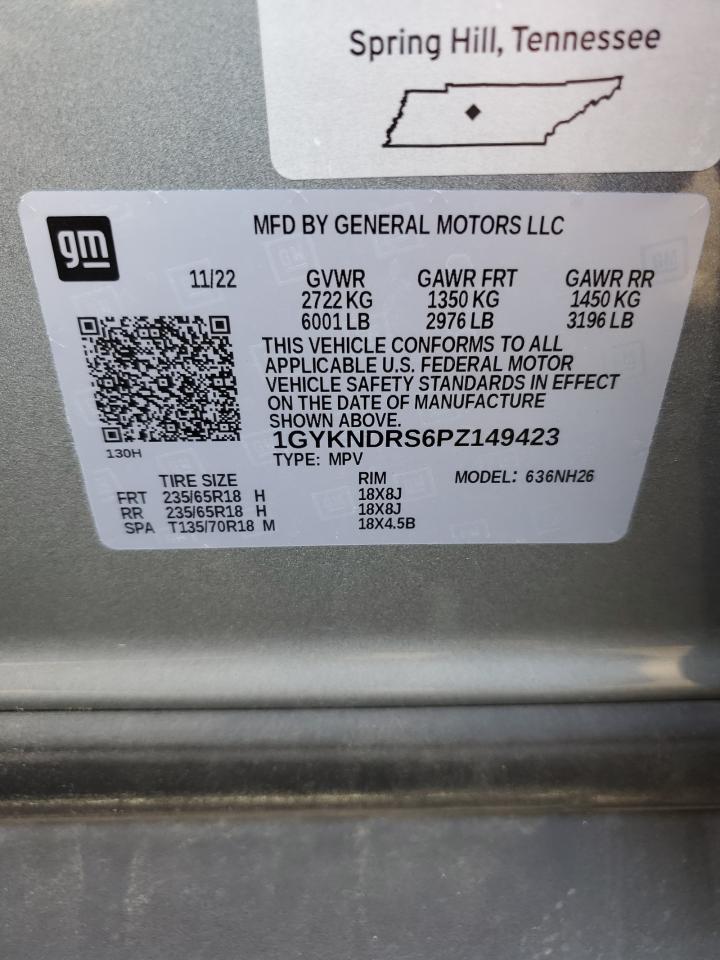 Spring Hill, Tennessee
gm
MFD BY GENERAL MOTORS LLC
11/22 GVWR GAWR FRT GAWR RR
2722 KG 1350 KG 1450 KG
6001 LB 2976 LB 3196 LB
THIS VEHICLE CONFORMS TO ALL
APPLICABLE U.S. FEDERAL MOTOR
VEHICLE SAFETY STANDARDS IN EFFECT
ON THE DATE OF MANUFACTURE
SHOWN ABOVE.
1GYKNDRS6PZ149423
130H
TYPE: MPV
TIRE SIZE RIM MODEL: 636NH26
FRT 235/65R18 H 18X8J
RR 235/65R18 H 18X8J
SPA T135/70R18 M 18X4.5B